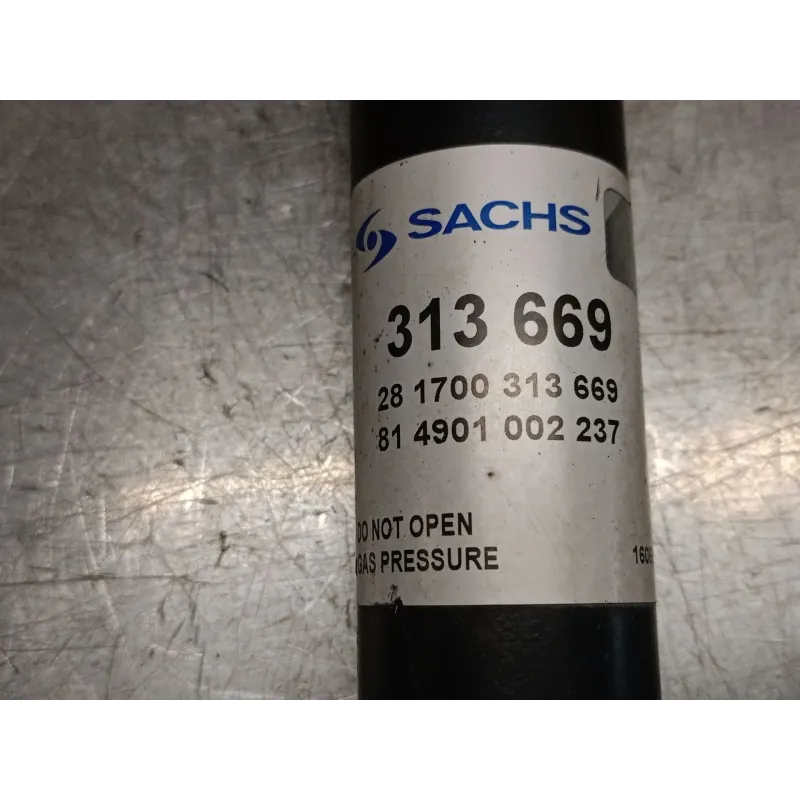 SACHS
313 669
28 1700 313 669
81 4901 002 237
DO NOT OPEN
GAS PRESSURE